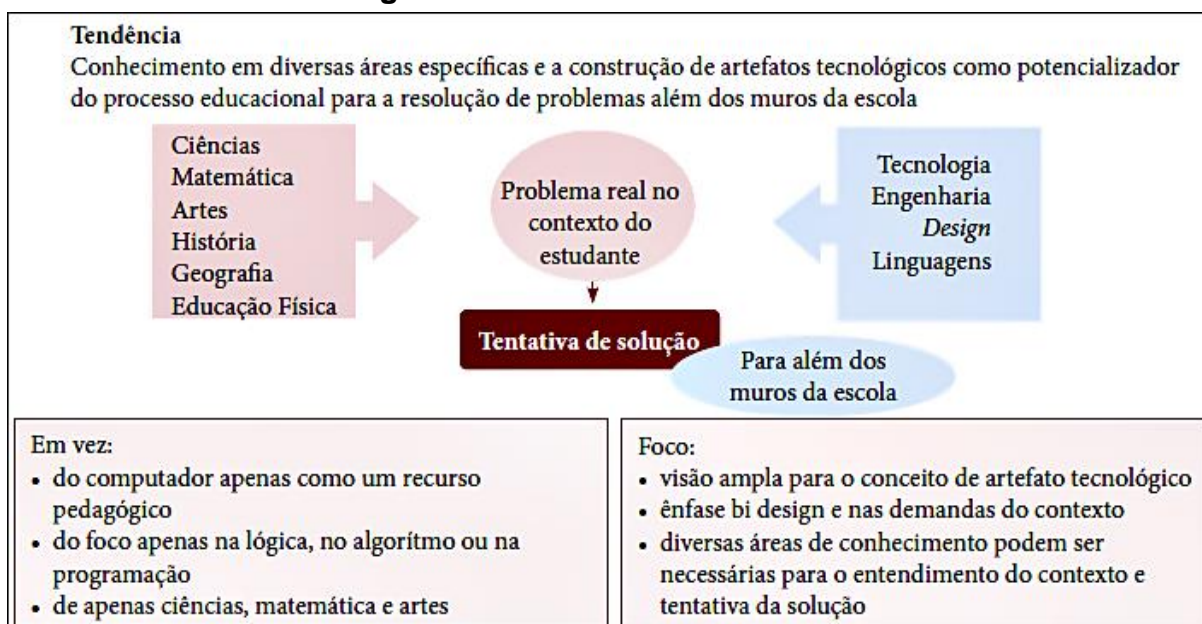 Tendência
Conhecimento em diversas áreas específicas e a construção de artefatos tecnológicos como potencializador
do processo educacional para a resolução de problemas além dos muros da escola
Ciências
Matemática
Artes
História
Geografia
Educação Física
Problema real no
contexto do
estudante
Tecnologia
Engenharia
Design
Linguagens
Tentativa de solução
Para além dos
muros da escola
Em vez:
• do computador apenas como um recurso
pedagógico
• do foco apenas na lógica, no algorítmo ou na
programação
• de apenas ciências, matemática e artes
Foco:
• visão ampla para o conceito de artefato tecnológico
• ênfase bi design e nas demandas do contexto
• diversas áreas de conhecimento podem ser
necessárias para o entendimento do contexto e
tentativa da solução